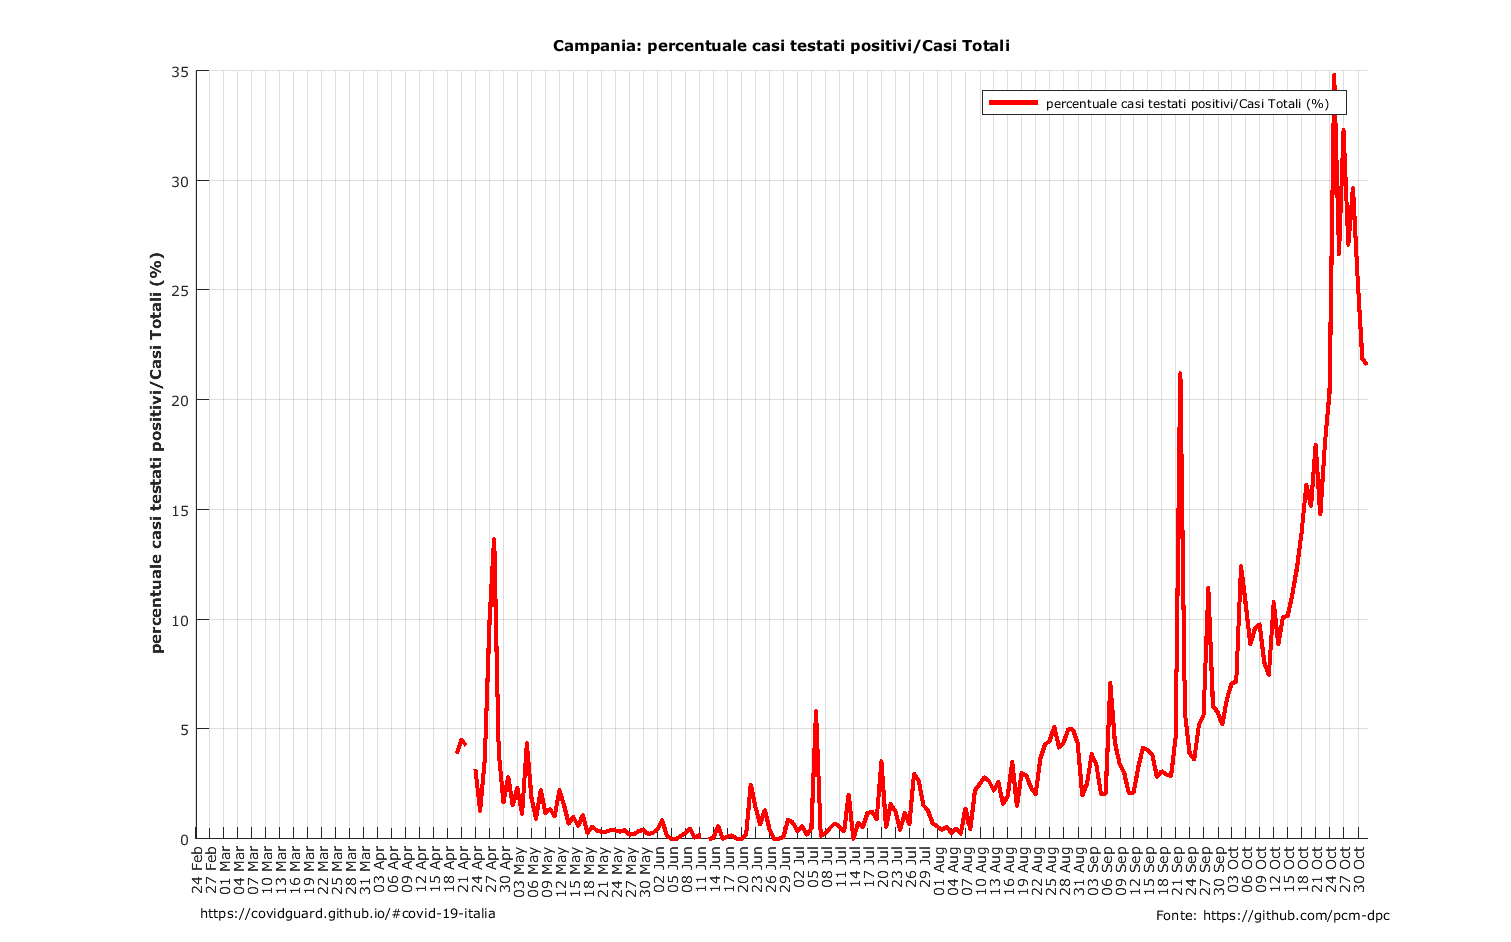 Campania: percentuale casi testati positivi/Casi Totali
percentuale casi testati positivi/Casi Totali (%)
percentuale casi testati positivi/Casi Totali (%)
35
30
25
20
15
10
5
0
24 Feb
27 Feb
01 Mar
04 Mar
07 Mar
10 Mar
13 Mar
16 Mar
19 Mar
22 Mar
25 Mar
28 Mar
31 Mar
03 Apr
06 Apr
09 Apr
12 Apr
15 Apr
18 Apr
21 Apr
24 Apr
27 Apr
30 Apr
03 May
06 May
09 May
12 May
15 May
18 May
21 May
24 May
27 May
30 May
02 Jun
05 Jun
08 Jun
11 Jun
14 Jun
17 Jun
20 Jun
23 Jun
26 Jun
29 Jun
02 Jul
05 Jul
08 Jul
11 Jul
14 Jul
17 Jul
20 Jul
23 Jul
26 Jul
29 Jul
01 Aug
04 Aug
07 Aug
10 Aug
13 Aug
16 Aug
19 Aug
22 Aug
25 Aug
28 Aug
31 Aug
03 Sep
06 Sep
09 Sep
12 Sep
15 Sep
18 Sep
21 Sep
24 Sep
27 Sep
30 Sep
03 Oct
06 Oct
09 Oct
12 Oct
15 Oct
18 Oct
21 Oct
24 Oct
27 Oct
30 Oct
https://covidguard.github.io/#covid-19-italia
Fonte: https://github.com/pcm-dpc